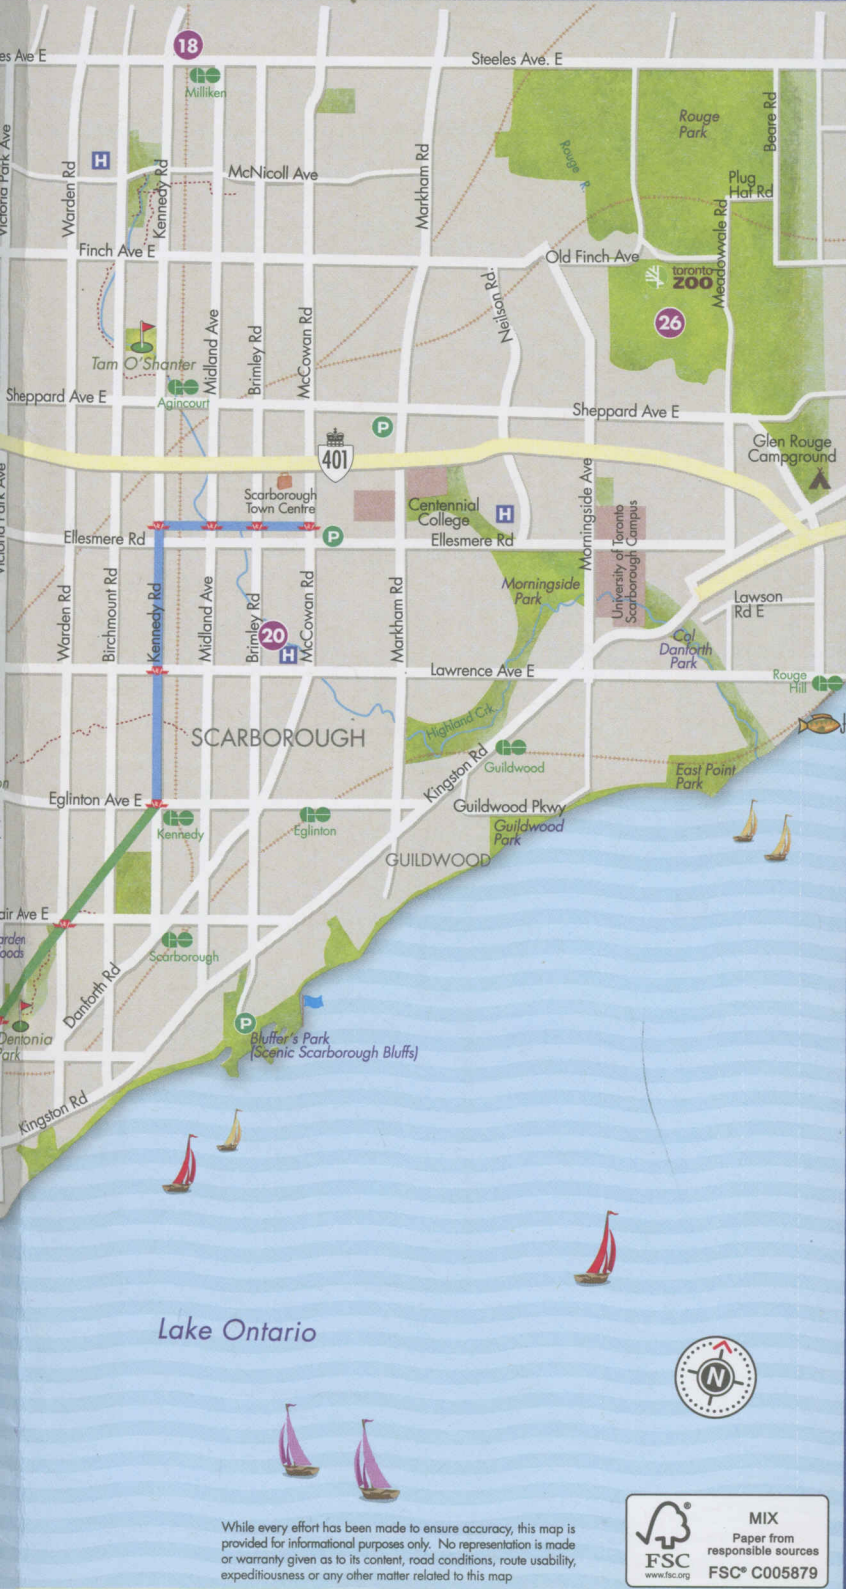 es Ave E
18
Steeles Ave. E
Milliken
Rouge
Park
Beare Rd
Victoria Park Ave
H
Warden Rd
Kennedy Rd
McNicoll Ave
Markham Rd
Rouge R.
Plug
Hat Rd
Finch Ave E
Old Finch Ave
Meadowvale Rd
toronto
zoo
26
Neilson Rd.
Tam O'Shanter
Midland Ave
Brimley Rd
McCowan Rd
Sheppard Ave E
Agincourt
Sheppard Ave E
P
Glen Rouge
Campground
401
Victoria Park Ave
Scarborough
Town Centre
Centennial
College
H
Morningside Ave
University of Toronto
Scarborough Campus
Ellesmere Rd
P
Ellesmere Rd
Warden Rd
Birchmount Rd
Kennedy Rd
Midland Ave
Brimley Rd
McCowan Rd
Markham Rd
Morningside
Park
Lawson
Rd E
20
H
Col
Danforth
Park
Lawrence Ave E
Rouge
Hill
SCARBOROUGH
Highland Crk.
Kingston Rd
Guildwood
East Point
Park
Eglinton Ave E
Kennedy
Eglinton
Guildwood Pkwy
Guildwood
Park
GUILDWOOD
air Ave E
arden
oods
Scarborough
Danforth Rd
P
Dentonia
Park
Bluffer's Park
(Scenic Scarborough Bluffs)
Kingston Rd
Lake Ontario
N
While every effort has been made to ensure accuracy, this map is
provided for informational purposes only. No representation is made
or warranty given as to its content, road conditions, route usability,
expeditiousness or any other matter related to this map
®
FSC
www.fsc.org
MIX
Paper from
responsible sources
FSC® C005879